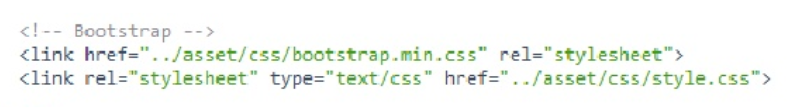 <!-- Bootstrap -->
<link href="../asset/css/bootstrap.min.css" rel="stylesheet">
<link rel="stylesheet" type="text/css" href="../asset/css/style.css">